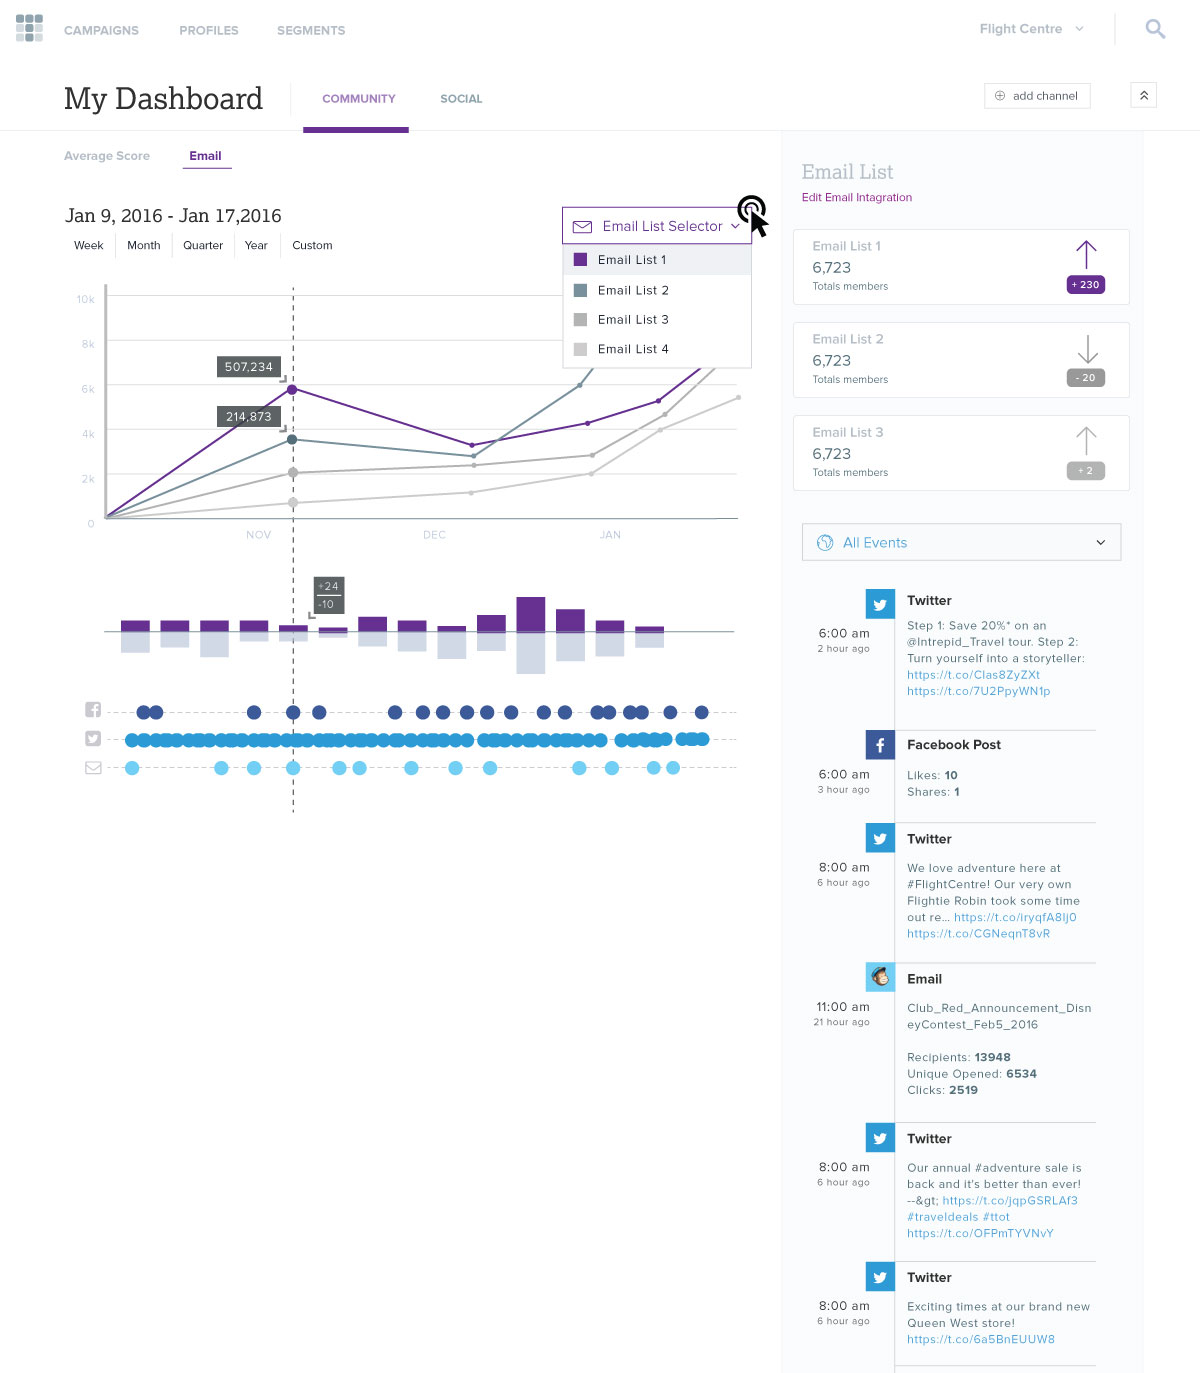 CAMPAIGNS PROFILES SEGMENTS Flight Centre
My Dashboard COMMUNITY SOCIAL add channel
Average Score Email
Jan 9, 2016 - Jan 17,2016
Week Month Quarter Year Custom
Email List Selector
Email List 1
Email List 2
Email List 3
Email List 4
10k
8k
6k
4k
2k
0
507,234
214,873
NOV DEC JAN
+24
-10
Email List
Edit Email Intagration
Email List 1
6,723
Totals members
+ 230
Email List 2
6,723
Totals members
- 20
Email List 3
6,723
Totals members
+ 2
All Events
Twitter
6:00 am
2 hour ago
Step 1: Save 20%* on an
@Intrepid_Travel tour. Step 2:
Turn yourself into a storyteller:
https://t.co/Clas8ZyZXt
https://t.co/7U2PpyWN1p
Facebook Post
6:00 am
3 hour ago
Likes: 10
Shares: 1
Twitter
8:00 am
6 hour ago
We love adventure here at
#FlightCentre! Our very own
Flightie Robin took some time
out re... https://t.co/iryqfA8Ij0
https://t.co/CGNeqnT8vR
Email
11:00 am
21 hour ago
Club_Red_Announcement_Disn
eyContest_Feb5_2016
Recipients: 13948
Unique Opened: 6534
Clicks: 2519
Twitter
8:00 am
6 hour ago
Our annual #adventure sale is
back and it's better than ever!
--&gt; https://t.co/jqpGSRLAf3
#traveldeals #ttot
https://t.co/OFPmTYVNvY
Twitter
8:00 am
6 hour ago
Exciting times at our brand new
Queen West store!
https://t.co/6a5BnEUUW8